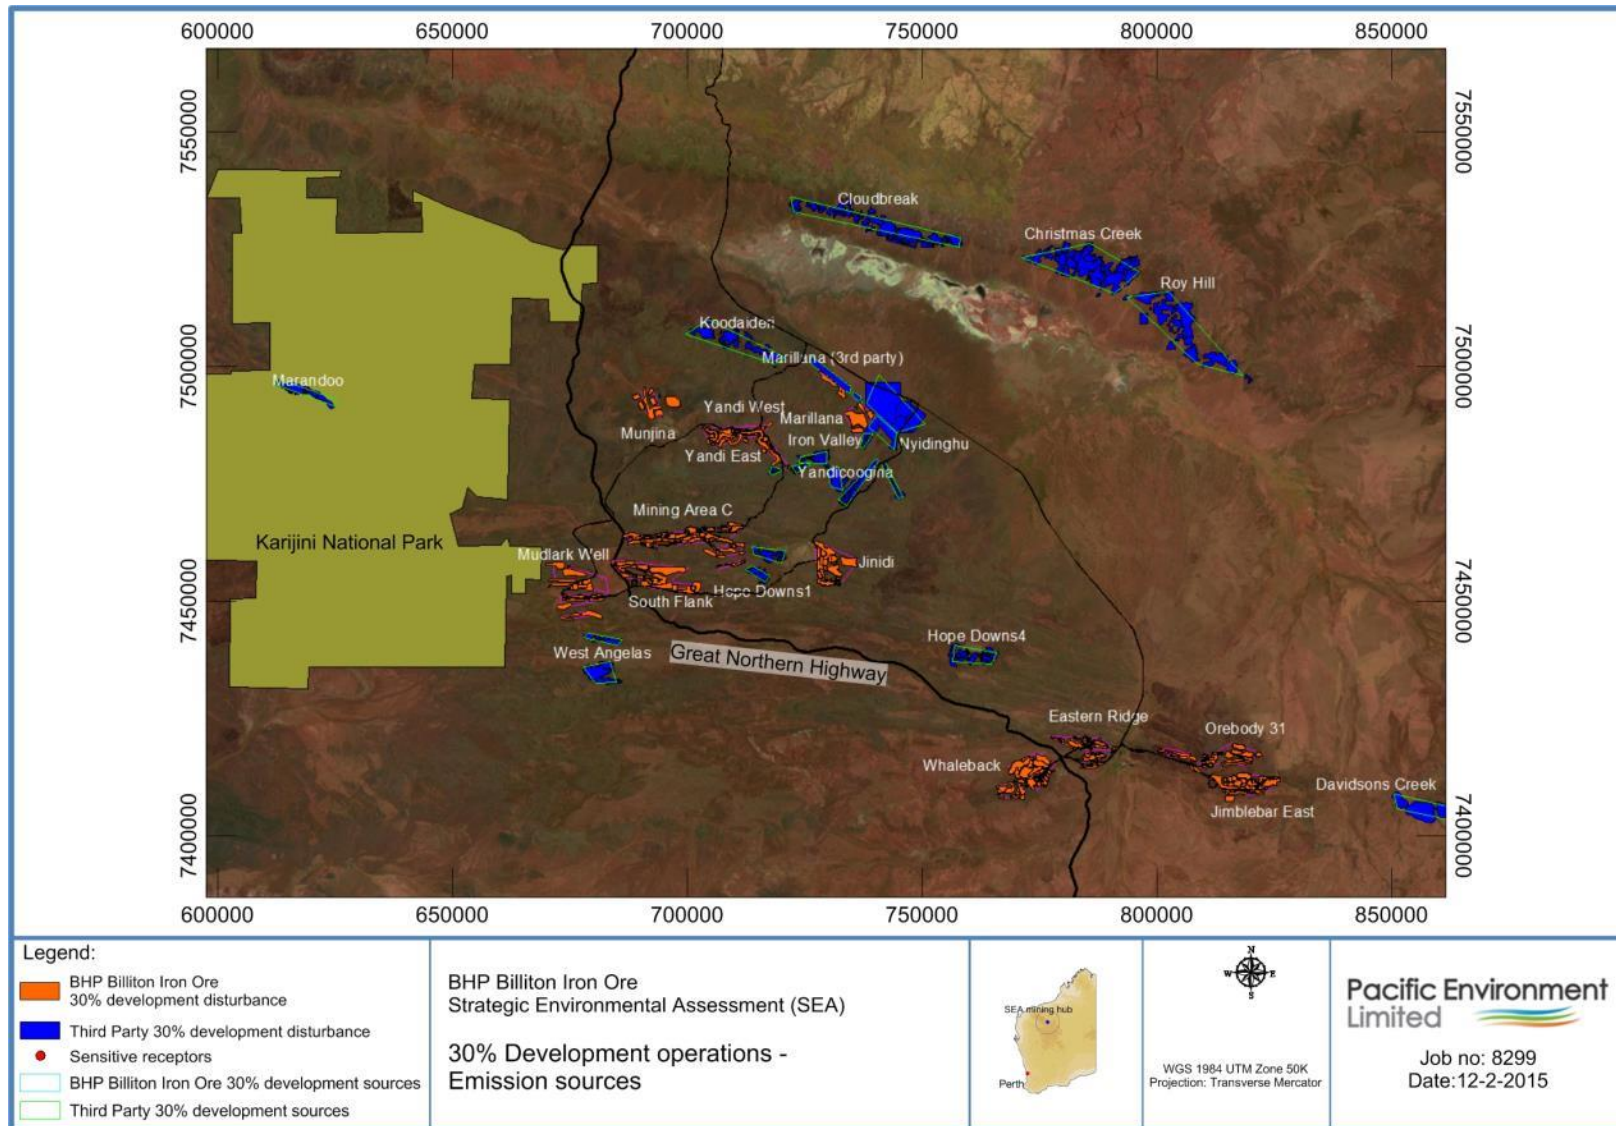 600000 650000 700000 750000 800000 850000
7550000
7550000
Cloudbreak
Christmas Creek
Roy Hill
Koodaideri
Marillana (3rd party)
7500000
7500000
Marandoo
Yandi West
Marillana
Munjina
Iron Valley
Nyidinghu
Yandi East
Yandicoogina
Mining Area C
Karijini National Park
Mudlark Well
Jinidi
Hope Downs1
South Flank
7450000
7450000
Hope Downs4
West Angelas
Great Northern Highway
Eastern Ridge
Orebody 31
Whaleback
Davidsons Creek
Jimblebar East
7400000
7400000
600000 650000 700000 750000 800000 850000
Legend:
BHP Billiton Iron Ore
30% development disturbance
Third Party 30% development disturbance
Sensitive receptors
BHP Billiton Iron Ore 30% development sources
Third Party 30% development sources
BHP Billiton Iron Ore
Strategic Environmental Assessment (SEA)
30% Development operations -
Emission sources
SEA mining hub
Perth
N
W E
S
WGS 1984 UTM Zone 50K
Projection: Transverse Mercator
Pacific Environment
Limited
Job no: 8299
Date:12-2-2015